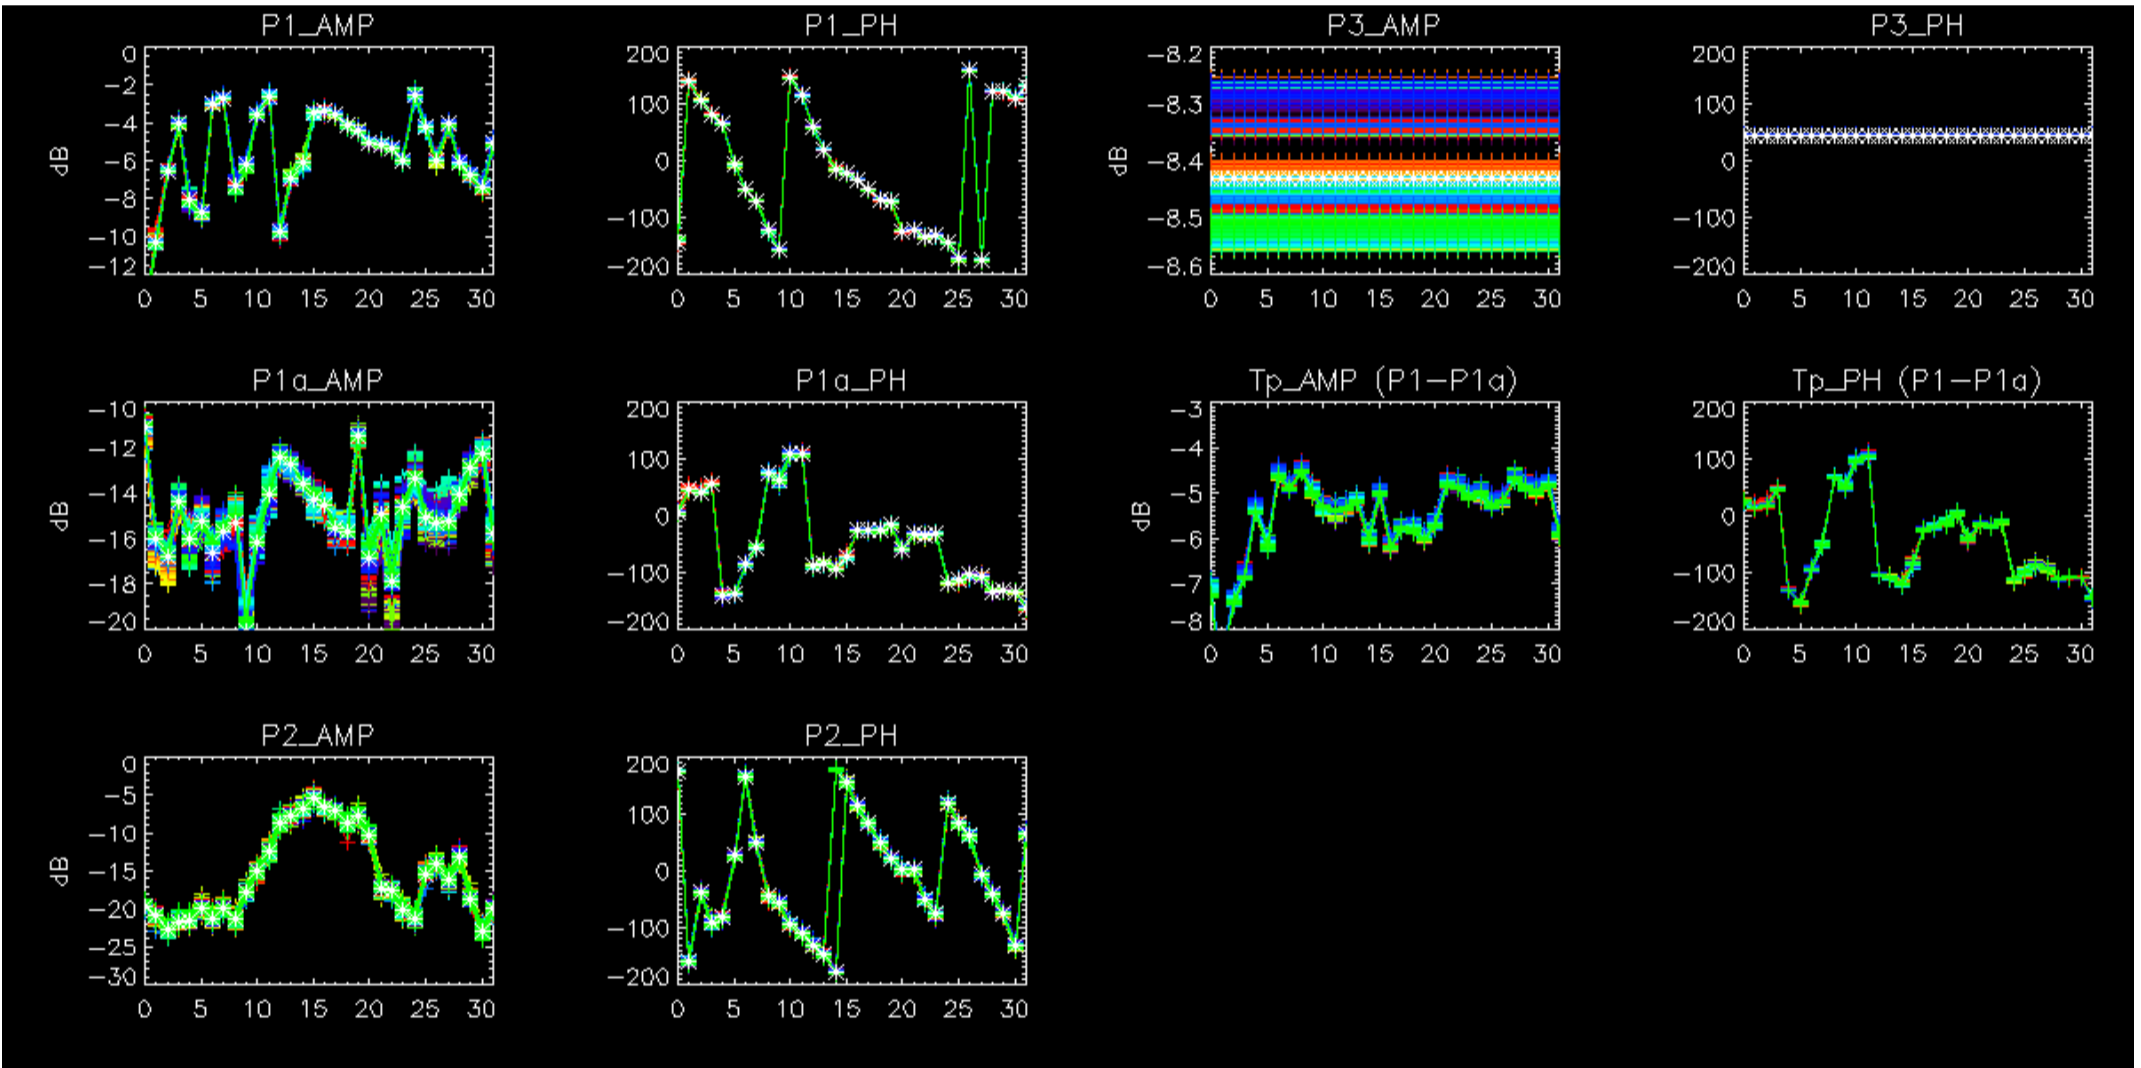 P1_AMP
P1_PH
P3_AMP
P3_PH
dB
0
−2
−4
−6
−8
−10
−12
0 5 10 15 20 25 30
200
100
0
−100
−200
0 5 10 15 20 25 30
dB
−8.2
−8.3
−8.4
−8.5
−8.6
0 5 10 15 20 25 30
200
100
0
−100
−200
0 5 10 15 20 25 30
P1a_AMP
P1a_PH
Tp_AMP (P1−P1a)
Tp_PH (P1−P1a)
dB
−10
−12
−14
−16
−18
−20
0 5 10 15 20 25 30
200
100
0
−100
−200
0 5 10 15 20 25 30
dB
−3
−4
−5
−6
−7
−8
0 5 10 15 20 25 30
200
100
0
−100
−200
0 5 10 15 20 25 30
P2_AMP
P2_PH
dB
0
−5
−10
−15
−20
−25
−30
0 5 10 15 20 25 30
200
100
0
−100
−200
0 5 10 15 20 25 30